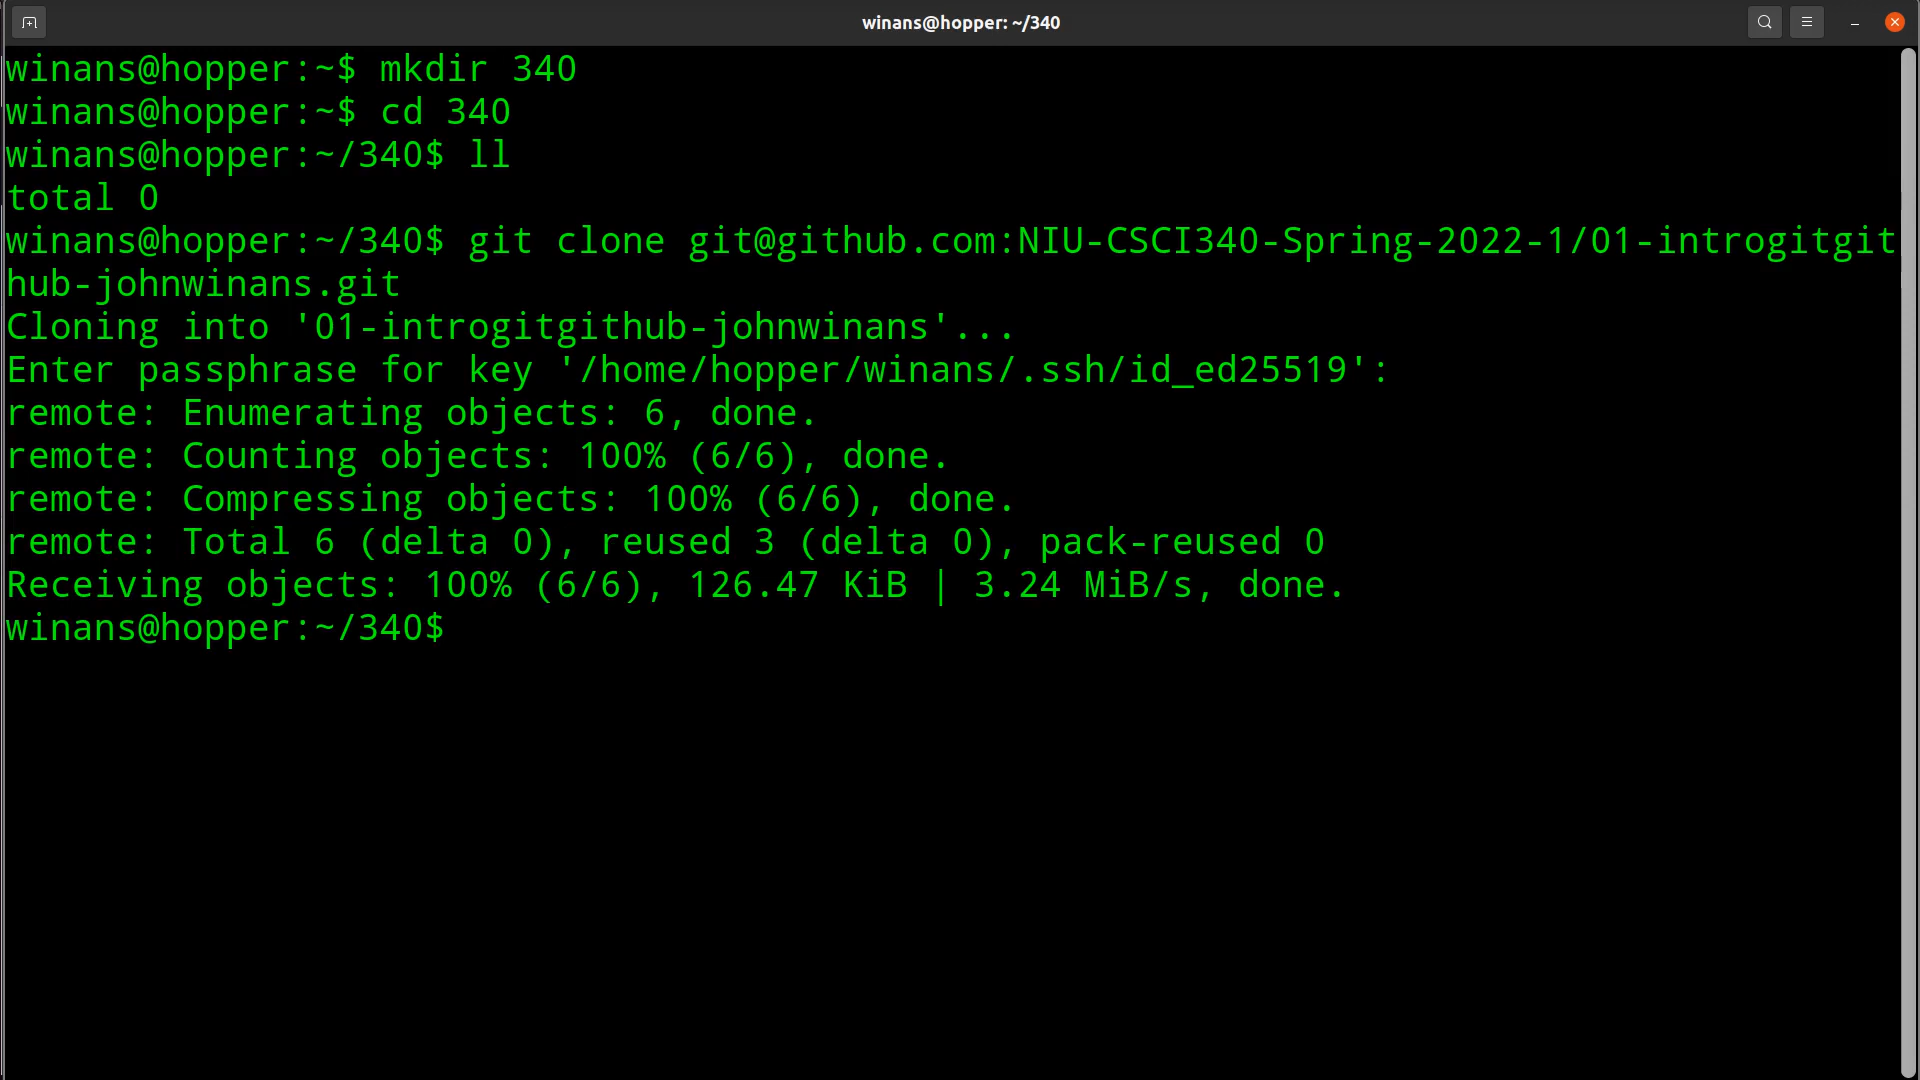 winans@hopper: ~/340
winans@hopper:~$ mkdir 340
winans@hopper:~$ cd 340
winans@hopper:~/340$ ll
total 0
winans@hopper:~/340$ git clone git@github.com:NIU-CSCI340-Spring-2022-1/01-introgitgit
hub-johnwinans.git
Cloning into '01-introgitgithub-johnwinans'...
Enter passphrase for key '/home/hopper/winans/.ssh/id_ed25519':
remote: Enumerating objects: 6, done.
remote: Counting objects: 100% (6/6), done.
remote: Compressing objects: 100% (6/6), done.
remote: Total 6 (delta 0), reused 3 (delta 0), pack-reused 0
Receiving objects: 100% (6/6), 126.47 KiB | 3.24 MiB/s, done.
winans@hopper:~/340$